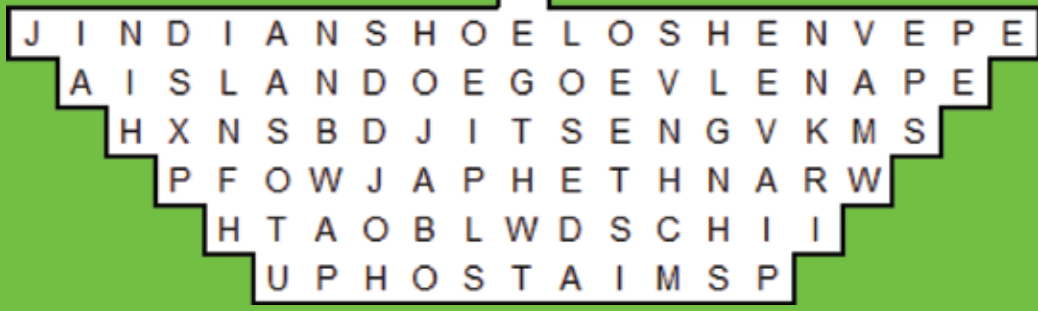 J I N D I A N S H O E L O S H E N V E P E
A I S L A N D O E G O E V L E N A P E
H X N S B D J I T S E N G V K M S
P F O W J A P H E T H N A R W
H T A O B L W D S C H I I
U P H O S T A I M S P